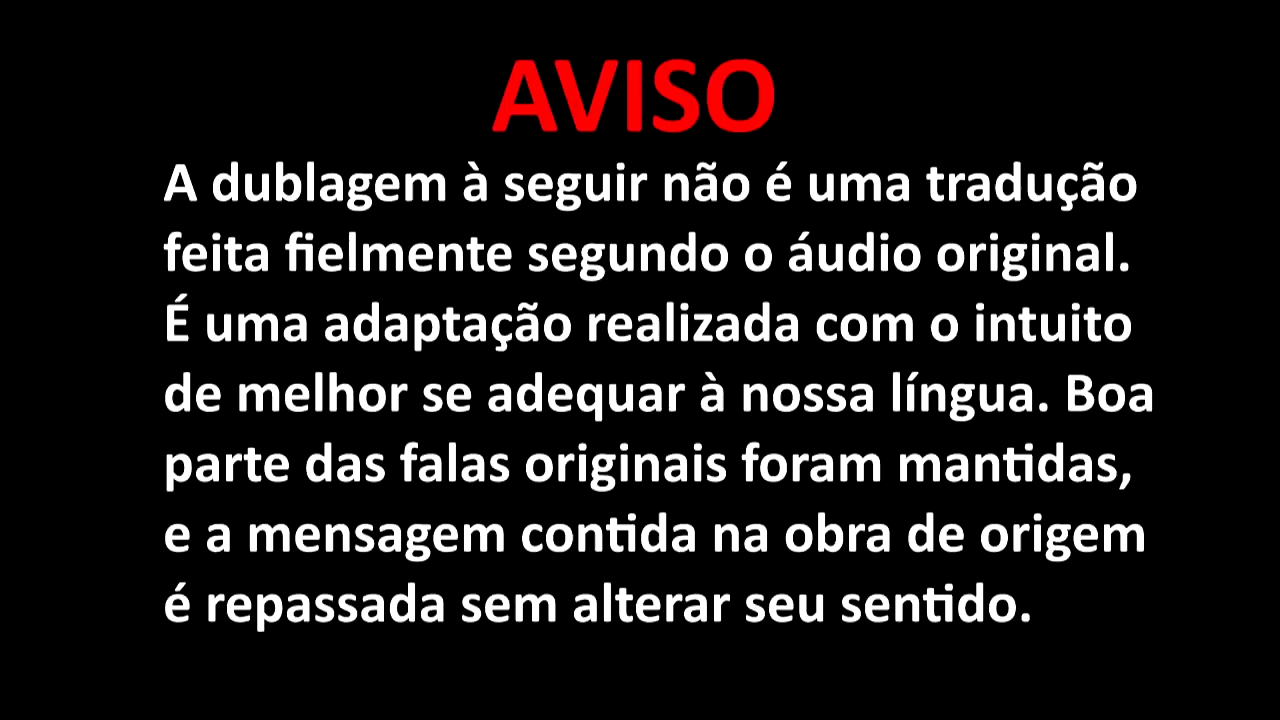 AVISO
A dublagem à seguir não é uma tradução
feita fielmente segundo o áudio original.
É uma adaptação realizada com o intuito
de melhor se adequar à nossa língua. Boa
parte das falas originais foram mantidas,
e a mensagem contida na obra de origem
é repassada sem alterar seu sentido.